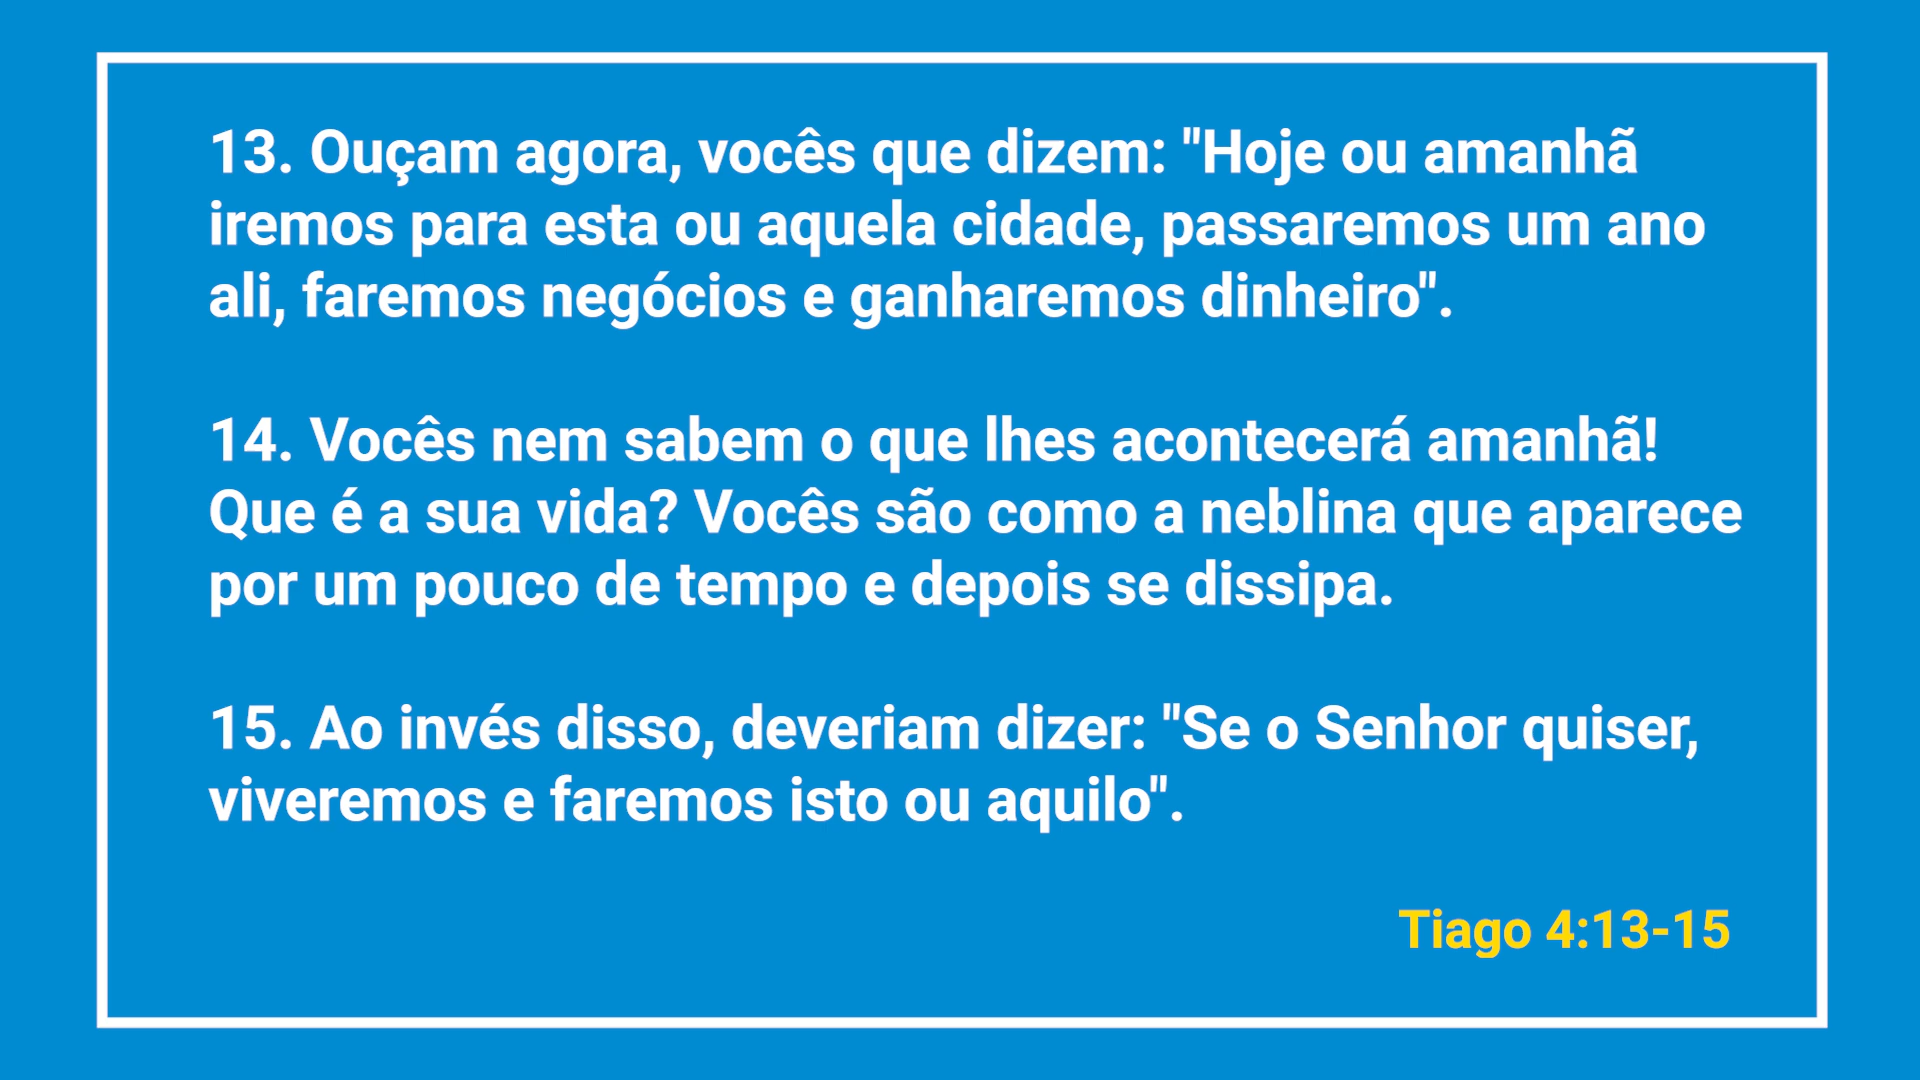 13. Ouçam agora, vocês que dizem: "Hoje ou amanhã
iremos para esta ou aquela cidade, passaremos um ano
ali, faremos negócios e ganharemos dinheiro".
14. Vocês nem sabem o que lhes acontecerá amanhã!
Que é a sua vida? Vocês são como a neblina que aparece
por um pouco de tempo e depois se dissipa.
15. Ao invés disso, deveriam dizer: "Se o Senhor quiser,
viveremos e faremos isto ou aquilo".
Tiago 4:13-15